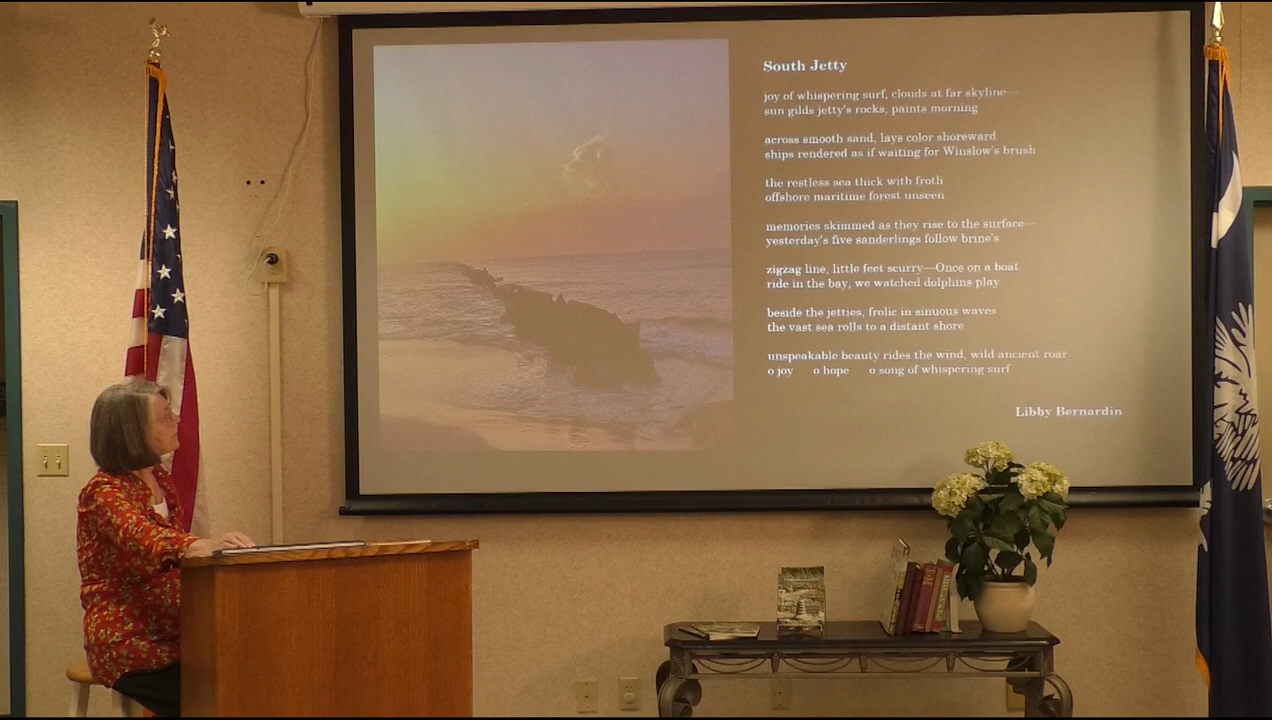 South Jetty
joy of whispering surf, clouds at far skyline—
sun gilds jetty's rocks, paints morning
across smooth sand, lays color shoreward
ships rendered as if waiting for Winslow's brush
the restless sea thick with froth
offshore maritime forest unseen
memories skimmed as they rise to the surface—
yesterday's five sanderlings follow brine's
zigzag line, little feet scurry—Once on a boat
ride in the bay, we watched dolphins play
beside the jetties, frolic in sinuous waves
the vast sea rolls to a distant shore
unspeakable beauty rides the wind, wild ancient roar
o joy o hope o song of whispering surf
Libby Bernardin